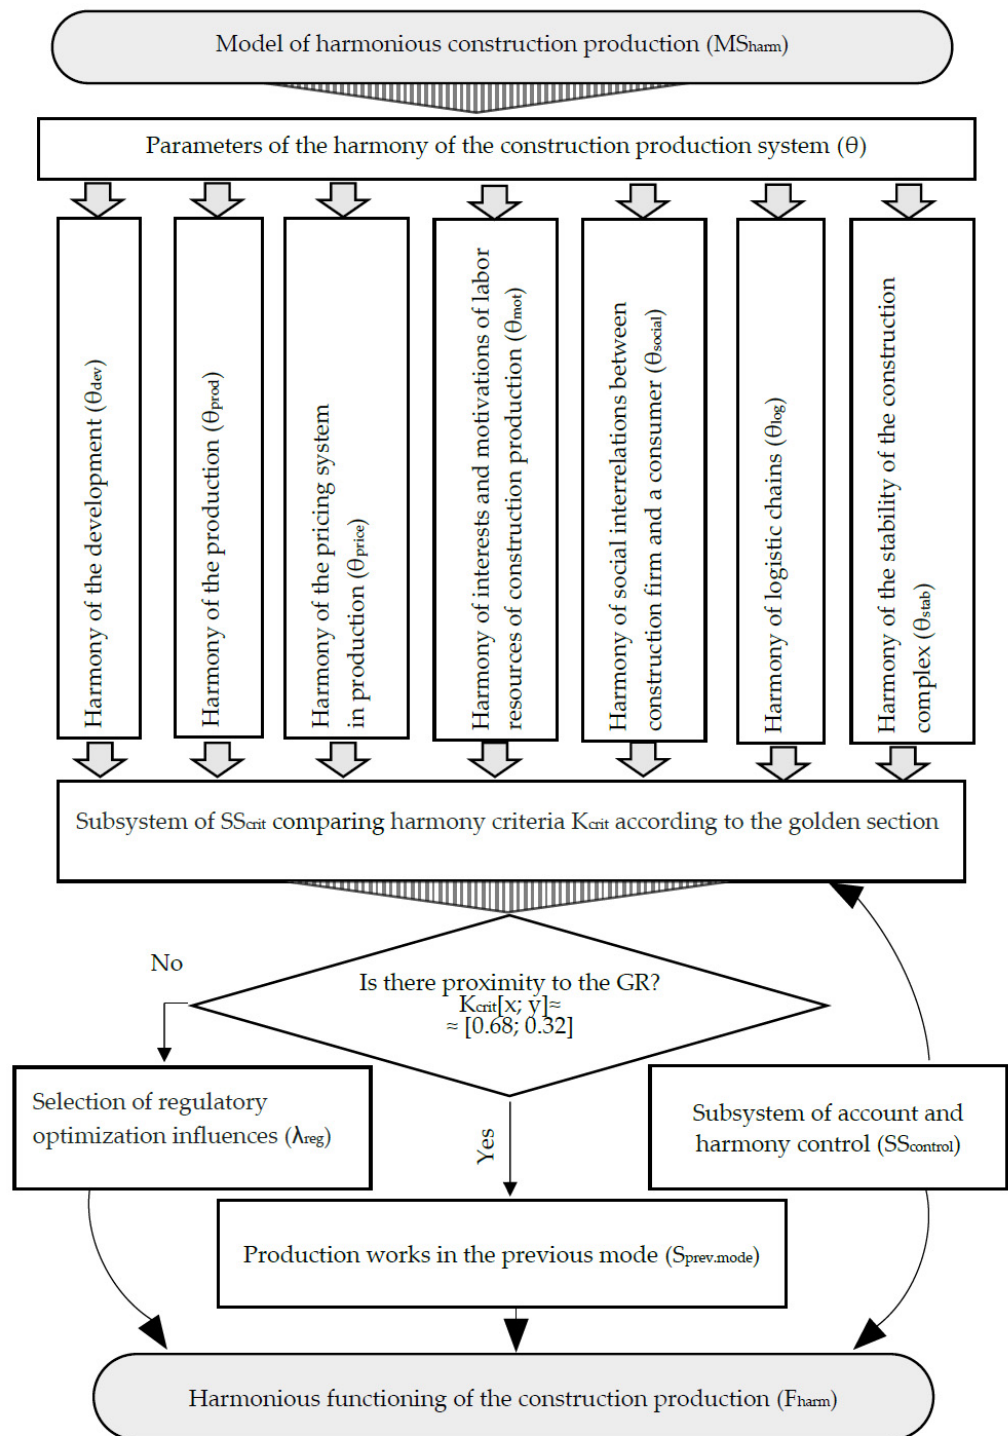 Model of harmonious construction production (MSharm)
Parameters of the harmony of the construction production system (θ)
Harmony of the development (θdev)
Harmony of the production (θprod)
Harmony of the pricing system
in production (θprice)
Harmony of interests and motivations of labor
resources of construction production (θmot)
Harmony of social interrelations between
construction firm and a consumer (θsocial)
Harmony of logistic chains (θlog)
Harmony of the stability of the construction
complex (θstab)
Subsystem of SScrit comparing harmony criteria Kcrit according to the golden section
No
Is there proximity to the GR?
Kcrit[x; y]≈
≈ [0.68; 0.32]
Selection of regulatory
optimization influences (λreg)
Yes
Subsystem of account and
harmony control (SScontrol)
Production works in the previous mode (Sprev.mode)
Harmonious functioning of the construction production (Fharm)